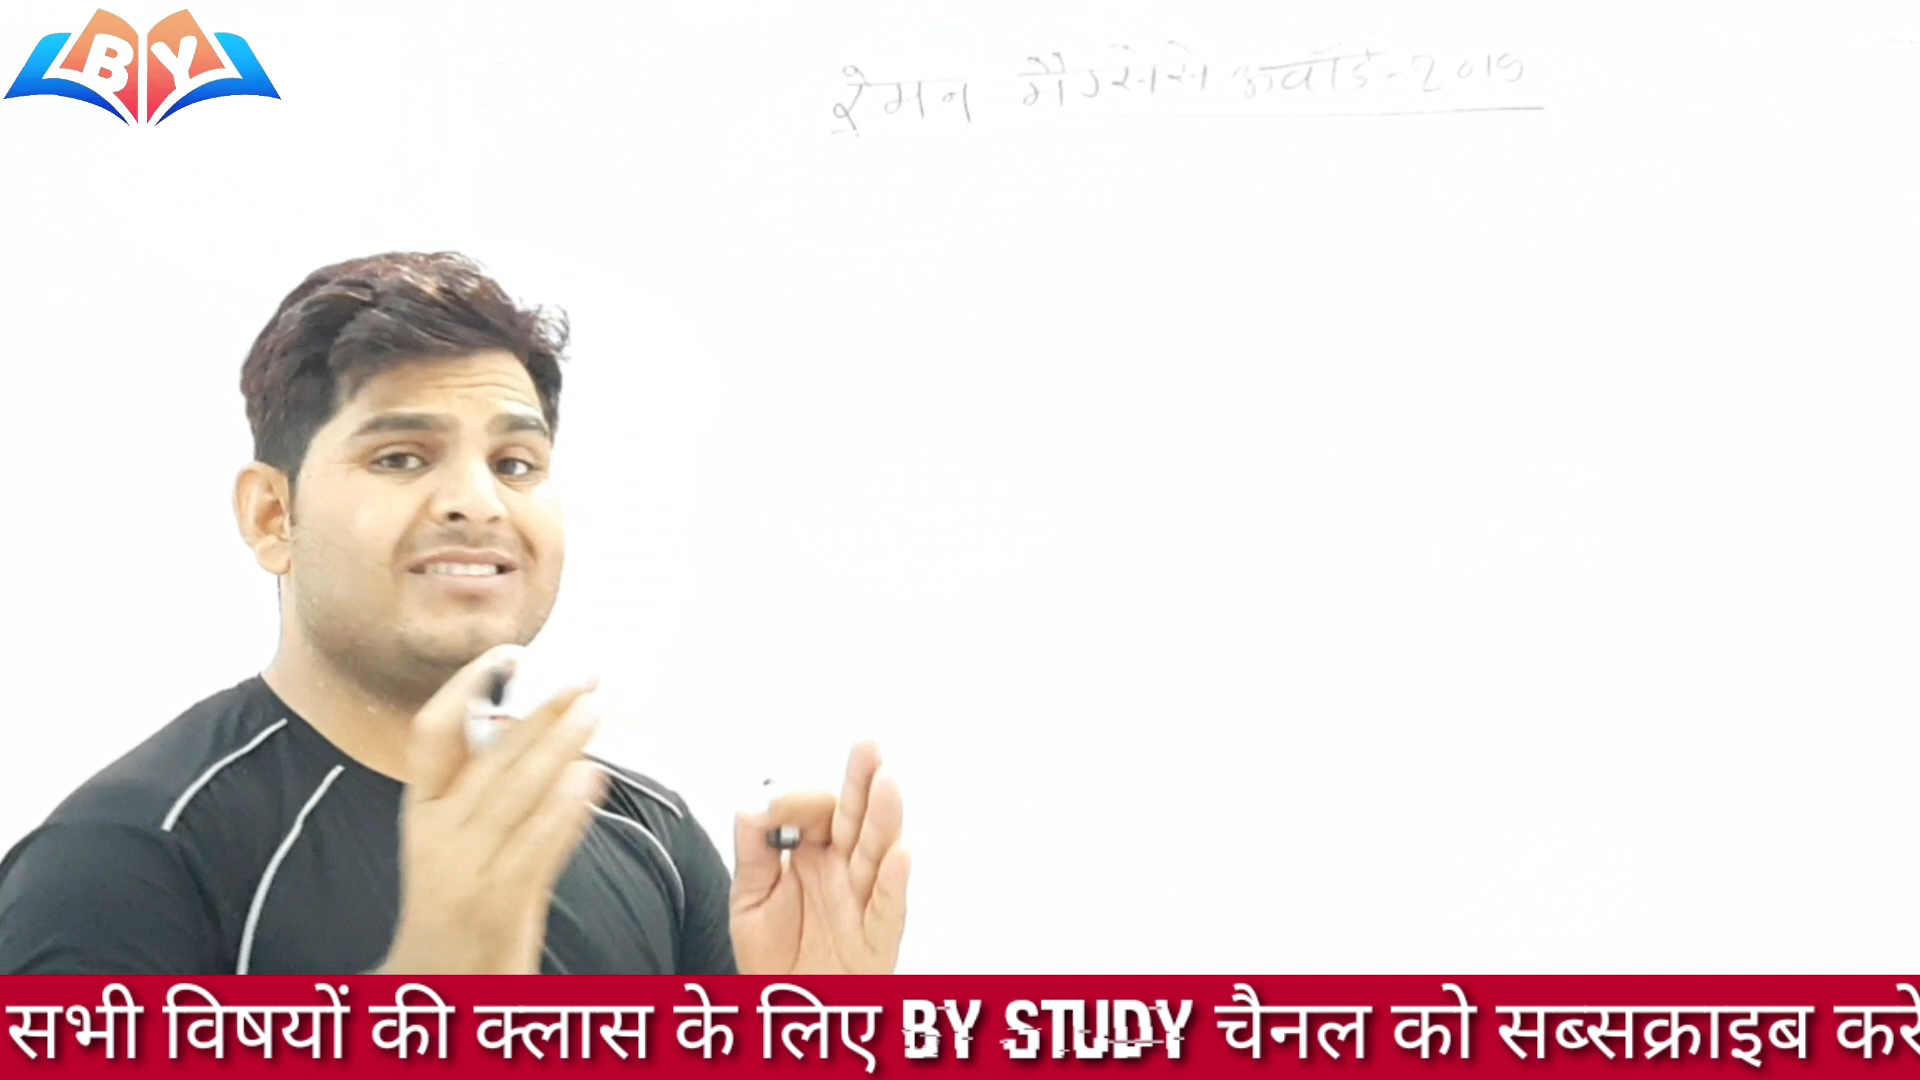 BY
रेमन मैग्सेसे अवॉर्ड-2019
सभी विषयों की क्लास के लिए BY STUDY चैनल को सब्सक्राइब करे